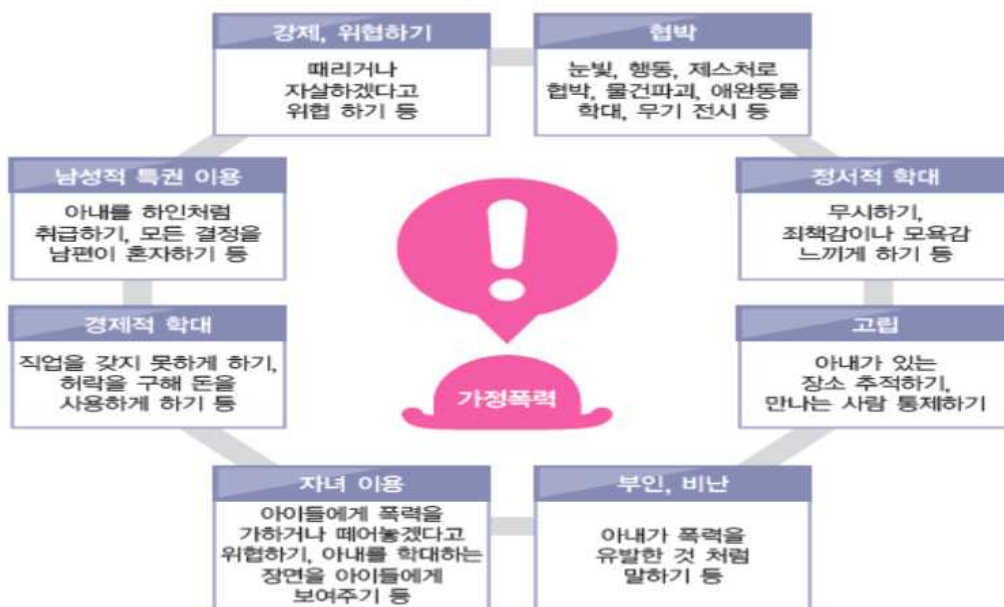 강제, 위협하기
때리거나
자살하겠다고
위협 하기 등
협박
눈빛, 행동, 제스처로
협박, 물건파괴, 애완동물
학대, 무기 전시 등
남성적 특권 이용
아내를 하인처럼
취급하기, 모든 결정을
남편이 혼자하기 등
정서적 학대
무시하기,
죄책감이나 모욕감
느끼게 하기 등
경제적 학대
직업을 갖지 못하게 하기,
허락을 구해 돈을
사용하게 하기 등
고립
아내가 있는
장소 추적하기,
만나는 사람 통제하기
가정폭력
자녀 이용
아이들에게 폭력을
가하거나 떼어놓겠다고
위협하기, 아내를 학대하는
장면을 아이들에게
보여주기 등
부인, 비난
아내가 폭력을
유발한 것 처럼
말하기 등